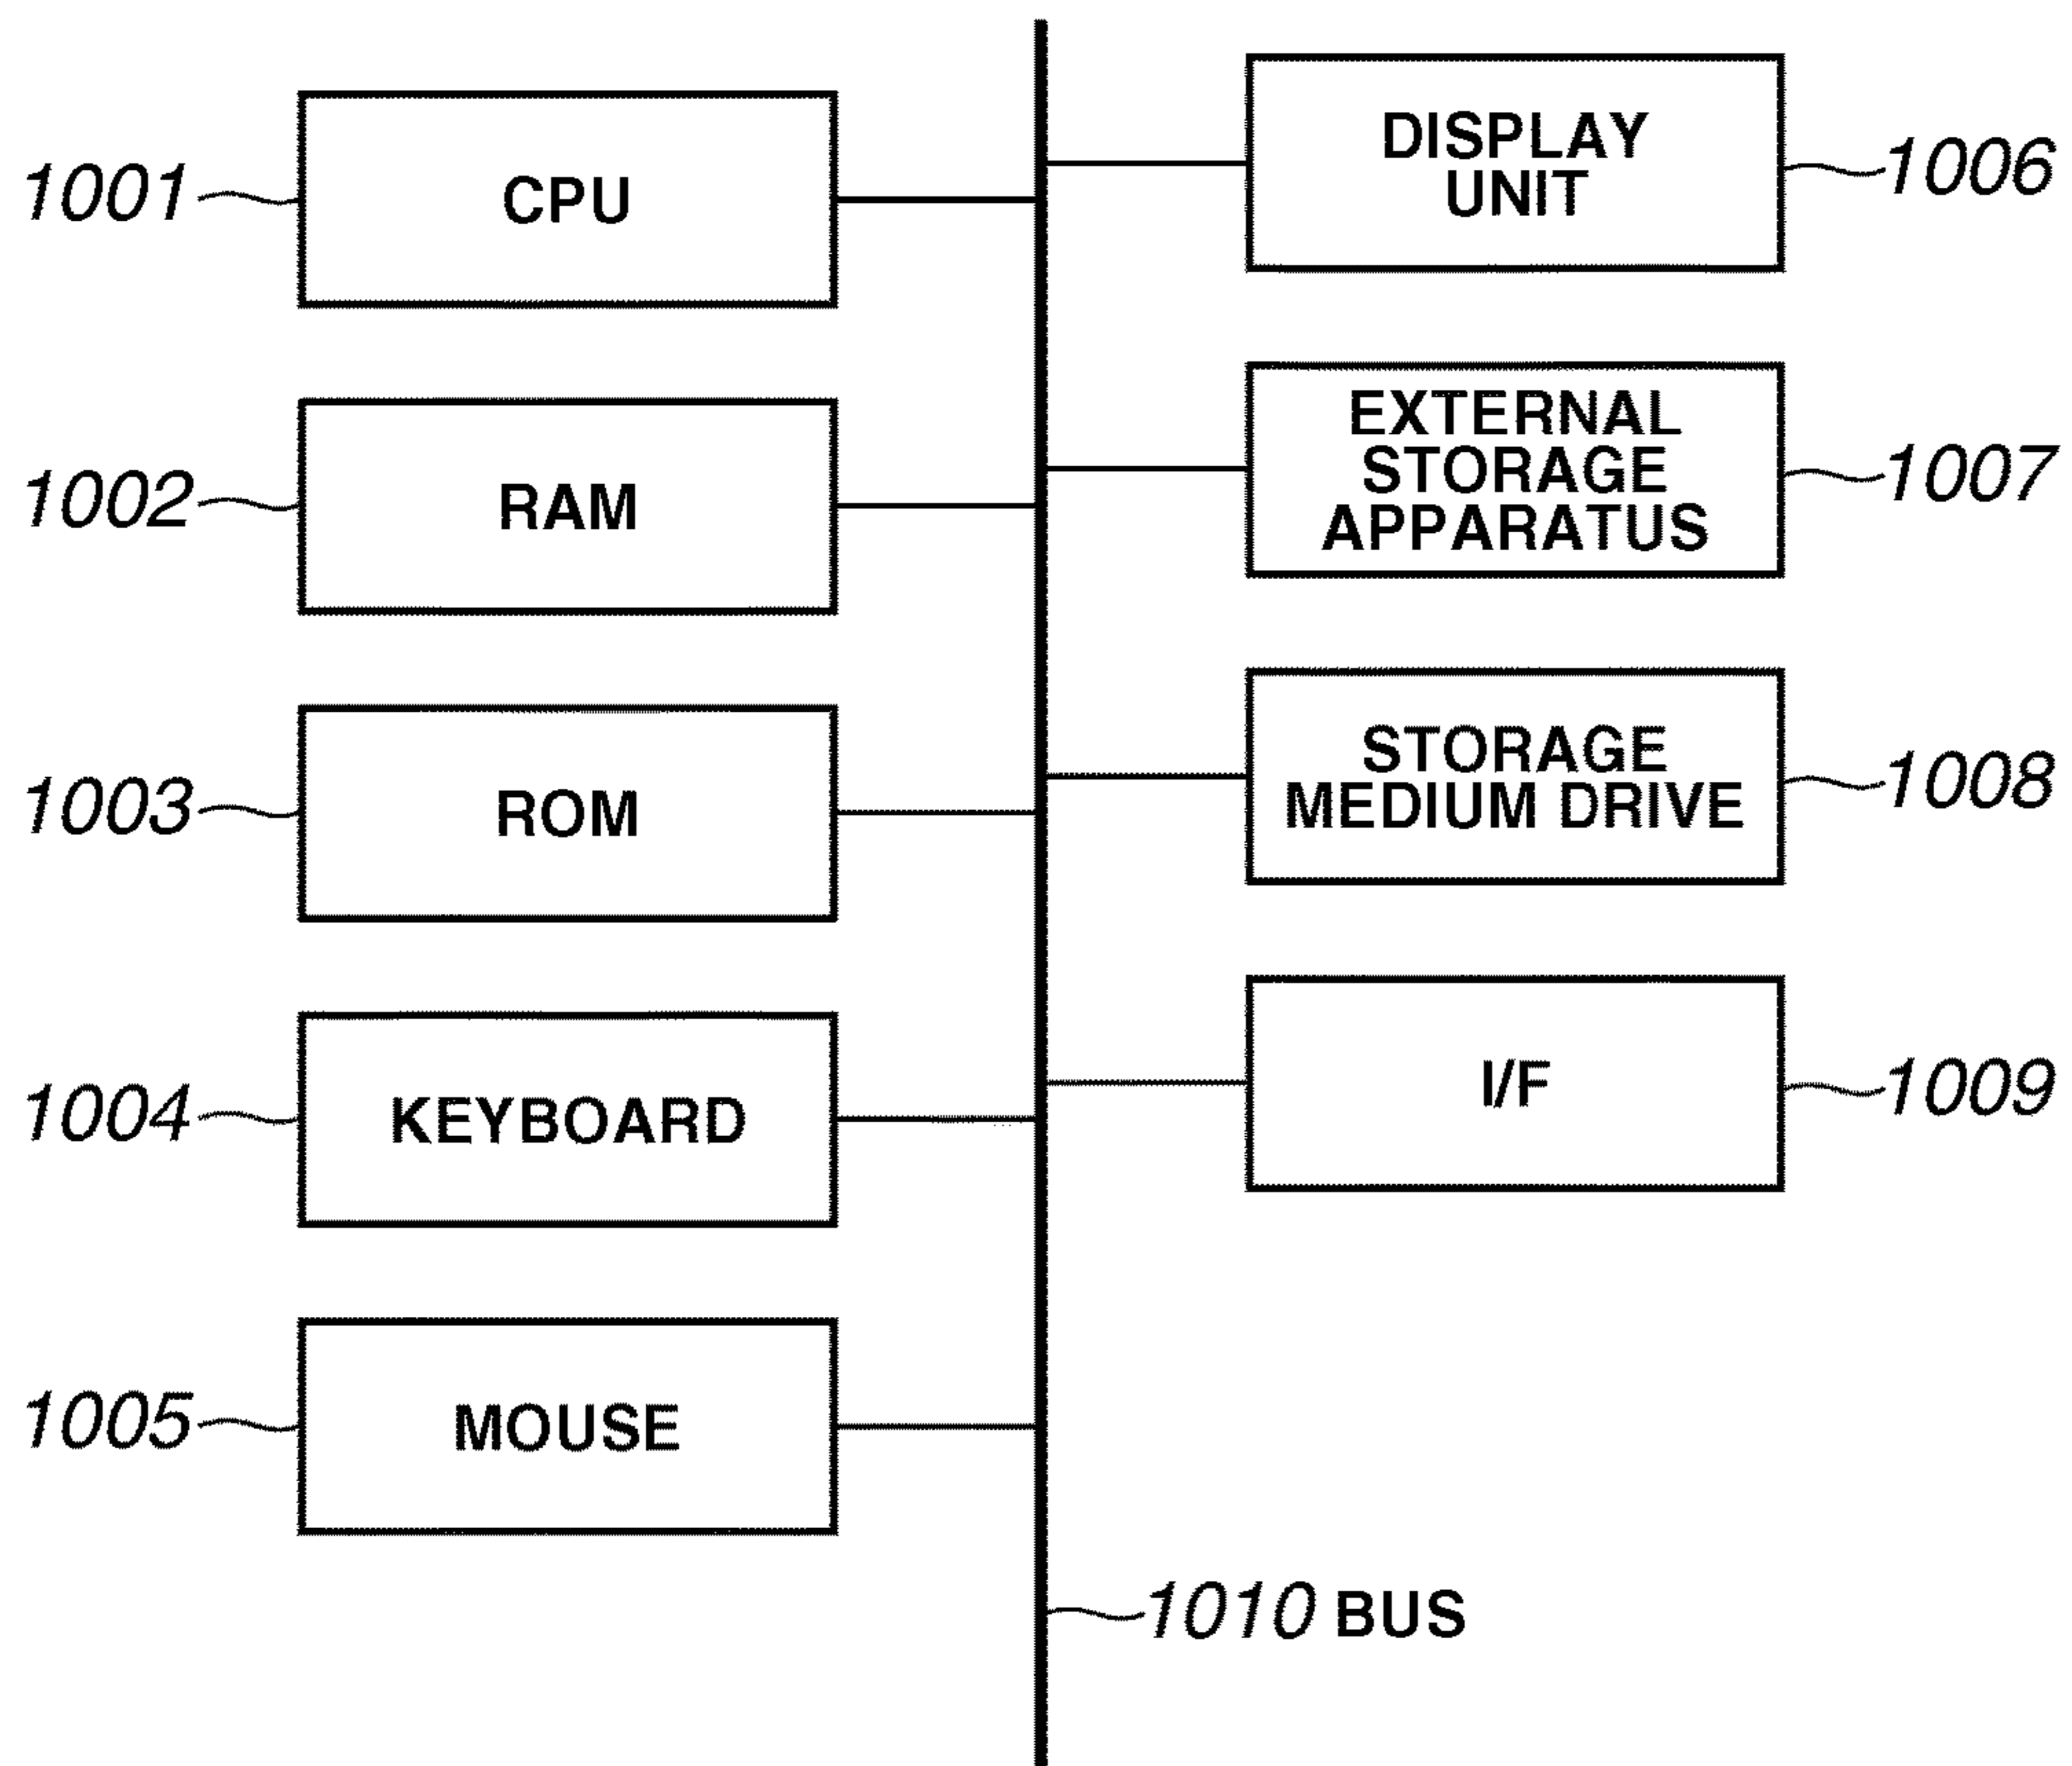 1001 CPU
1002 RAM
1003 ROM
1004 KEYBOARD
1005 MOUSE
DISPLAY
UNIT
1006
EXTERNAL
STORAGE
APPARATUS
1007
STORAGE
MEDIUM DRIVE
1008
I/F
1009
1010 BUS